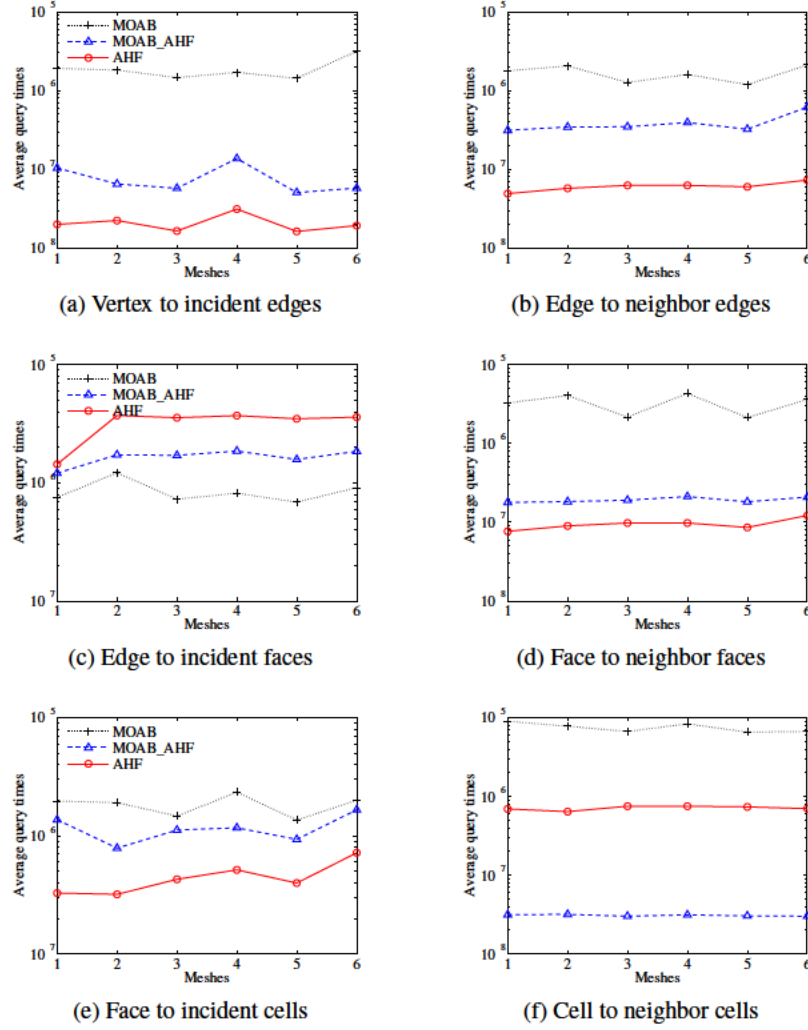 10 5
MOAB
MOAB_AHF
AHF
10 6
10 7
10 8
Average query times
1 2 3 4 5 6
Meshes
(a) Vertex to incident edges
10 5
10 6
10 7
10 8
Average query times
1 2 3 4 5 6
Meshes
(b) Edge to neighbor edges
10 5
MOAB
MOAB_AHF
AHF
10 6
10 7
Average query times
1 2 3 4 5 6
Meshes
(c) Edge to incident faces
10 5
10 6
10 7
10 8
Average query times
1 2 3 4 5 6
Meshes
(d) Face to neighbor faces
10 5
MOAB
MOAB_AHF
AHF
10 6
10 7
Average query times
1 2 3 4 5 6
Meshes
(e) Face to incident cells
10 5
10 6
10 7
10 8
Average query times
1 2 3 4 5 6
Meshes
(f) Cell to neighbor cells